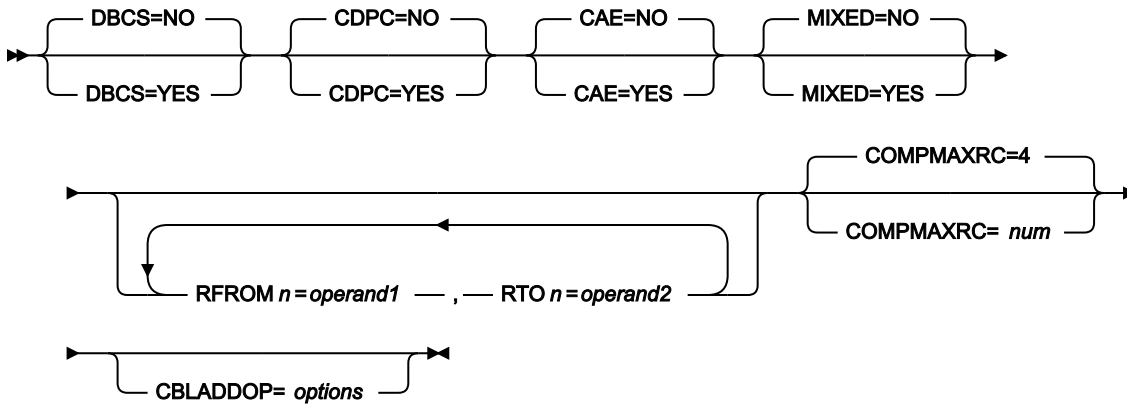 DBCS=NO CDPC=NO CAE=NO MIXED=NO
DBCS=YES CDPC=YES CAE=YES MIXED=YES
COMPMAXRC=4
COMPMAXRC= num
RFROM n=operand1 , RTO n=operand2
CBLADDOP= options